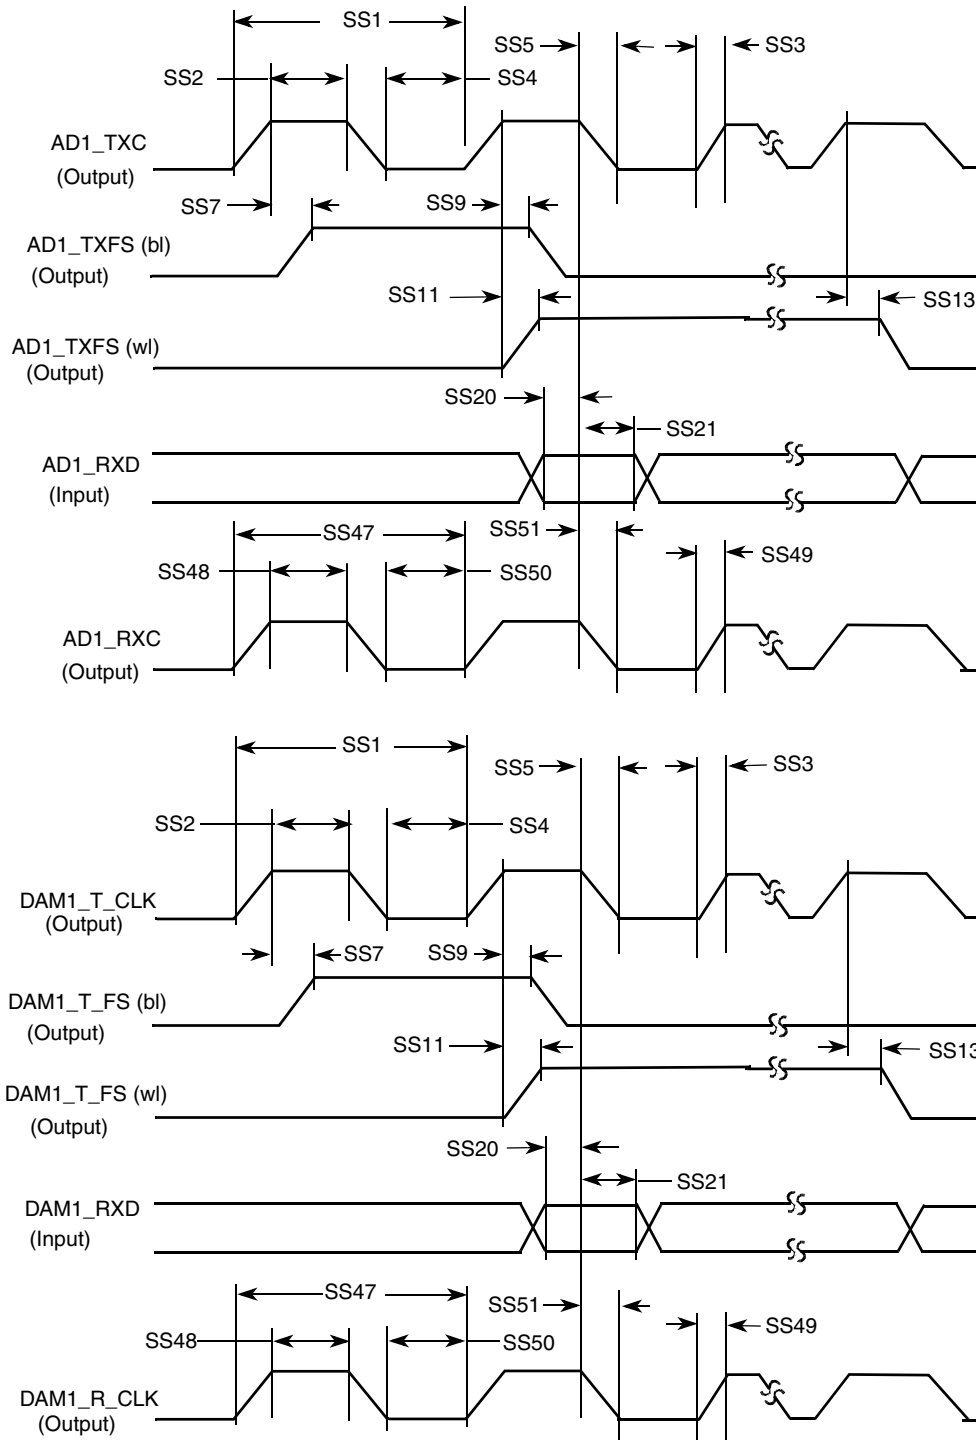 SS1
SS5
SS3
SS2
SS4
AD1_TXC
(Output)
SS7
SS9
AD1_TXFS (bl)
(Output)
SS11
SS13
AD1_TXFS (wl)
(Output)
SS20
SS21
AD1_RXD
(Input)
SS47
SS51
SS49
SS48
SS50
AD1_RXC
(Output)
SS1
SS5
SS3
SS2
SS4
DAM1_T_CLK
(Output)
SS7
SS9
DAM1_T_FS (bl)
(Output)
SS11
SS13
DAM1_T_FS (wl)
(Output)
SS20
SS21
DAM1_RXD
(Input)
SS47
SS51
SS49
SS48
SS50
DAM1_R_CLK
(Output)